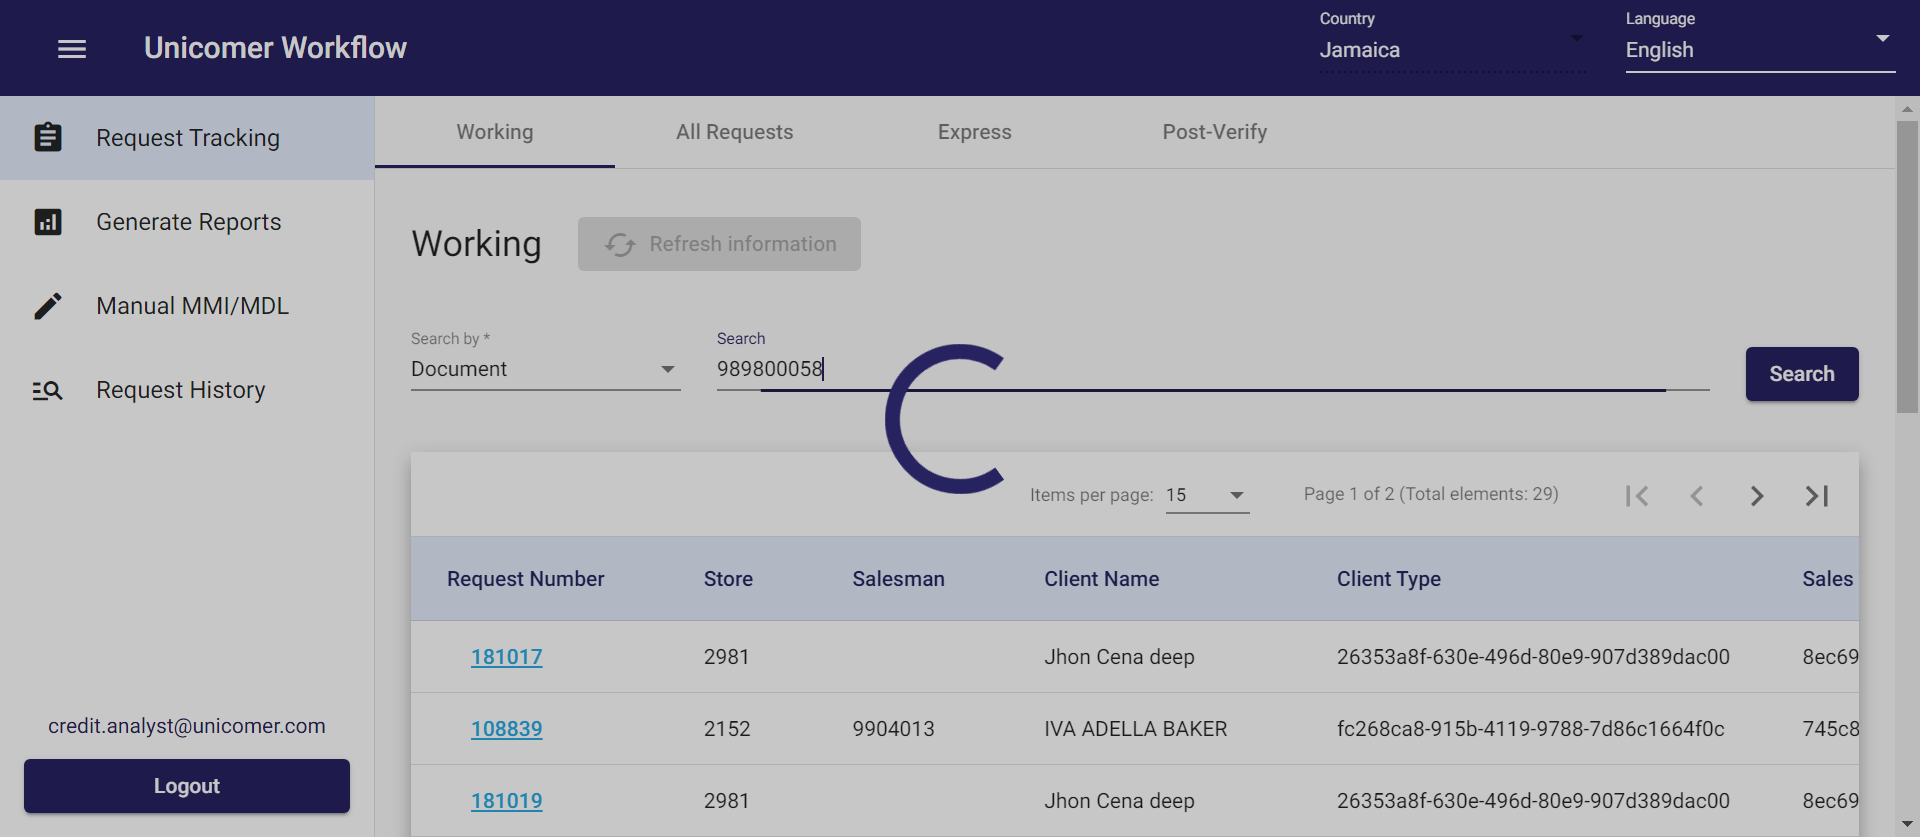 Unicomer Workflow
Country
Jamaica
Language
English
Request Tracking
Generate Reports
Manual MMI/MDL
Request History
credit.analyst@unicomer.com
Logout
Working
All Requests
Express
Post-Verify
Working
Refresh information
Search by *
Document
Search
989800058
Search
Items per page: 15
Page 1 of 2 (Total elements: 29)
Request Number Store Salesman Client Name Client Type Sales
181017 2981 Jhon Cena deep 26353a8f-630e-496d-80e9-907d389dac00 8ec69
108839 2152 9904013 IVA ADELLA BAKER fc268ca8-915b-4119-9788-7d86c1664f0c 745c8
181019 2981 Jhon Cena deep 26353a8f-630e-496d-80e9-907d389dac00 8ec69